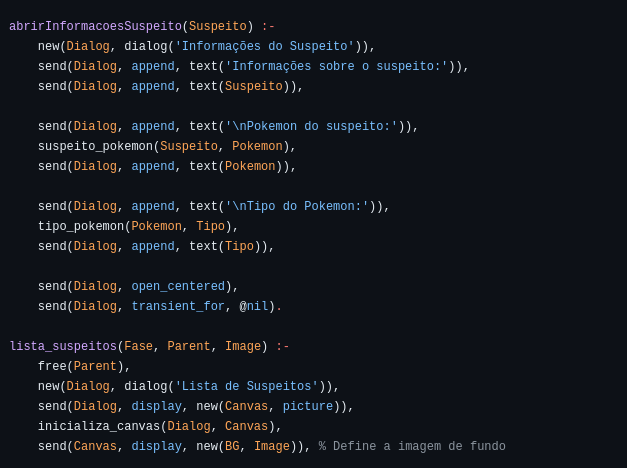 abrirInformacoesSuspeito(Suspeito) :-
    new(Dialog, dialog('Informações do Suspeito')),
    send(Dialog, append, text('Informações sobre o suspeito:')),
    send(Dialog, append, text(Suspeito)),

    send(Dialog, append, text('\nPokemon do suspeito:')),
    suspeito_pokemon(Suspeito, Pokemon),
    send(Dialog, append, text(Pokemon)),

    send(Dialog, append, text('\nTipo do Pokemon:')),
    tipo_pokemon(Pokemon, Tipo),
    send(Dialog, append, text(Tipo)),

    send(Dialog, open_centered),
    send(Dialog, transient_for, @nil).

lista_suspeitos(Fase, Parent, Image) :-
    free(Parent),
    new(Dialog, dialog('Lista de Suspeitos')),
    send(Dialog, display, new(Canvas, picture)),
    inicializa_canvas(Dialog, Canvas),
    send(Canvas, display, new(BG, Image)), % Define a imagem de fundo